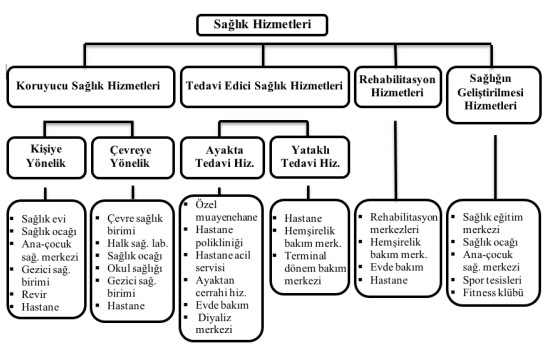 Sağlık Hizmetleri
Koruyucu Sağlık Hizmetleri
Tedavi Edici Sağlık Hizmetleri
Rehabilitasyon
Hizmetleri
Sağlığın
Geliştirilmesi
Hizmetleri
Kişiye
Yönelik
Çevreye
Yönelik
Ayakta
Tedavi Hiz.
Yataklı
Tedavi Hiz.
▪ Sağlık evi
▪ Sağlık ocağı
▪ Ana-çocuk
sağ. merkezi
▪ Gezici sağ.
birimi
▪ Revir
▪ Hastane
▪ Çevre sağlık
birimi
▪ Halk sağ. lab.
▪ Sağlık ocağı
▪ Okul sağlığı
▪ Gezici sağ.
birimi
▪ Hastane
▪ Özel
muayenehane
▪ Hastane
polikliniği
▪ Hastane acil
servisi
▪ Ayaktan
cerrahi hiz.
▪ Evde bakım
▪ Diyaliz
merkezi
▪ Hastane
▪ Hemşirelik
bakım merk.
▪ Terminal
dönem bakım
merkezi
▪ Rehabilitasyon
merkezleri
▪ Hemşirelik
bakım merk.
▪ Evde bakım
▪ Hastane
▪ Sağlık eğitim
merkezi
▪ Sağlık ocağı
▪ Ana-çocuk
sağ. merkezi
▪ Spor tesisleri
▪ Fitness klübü